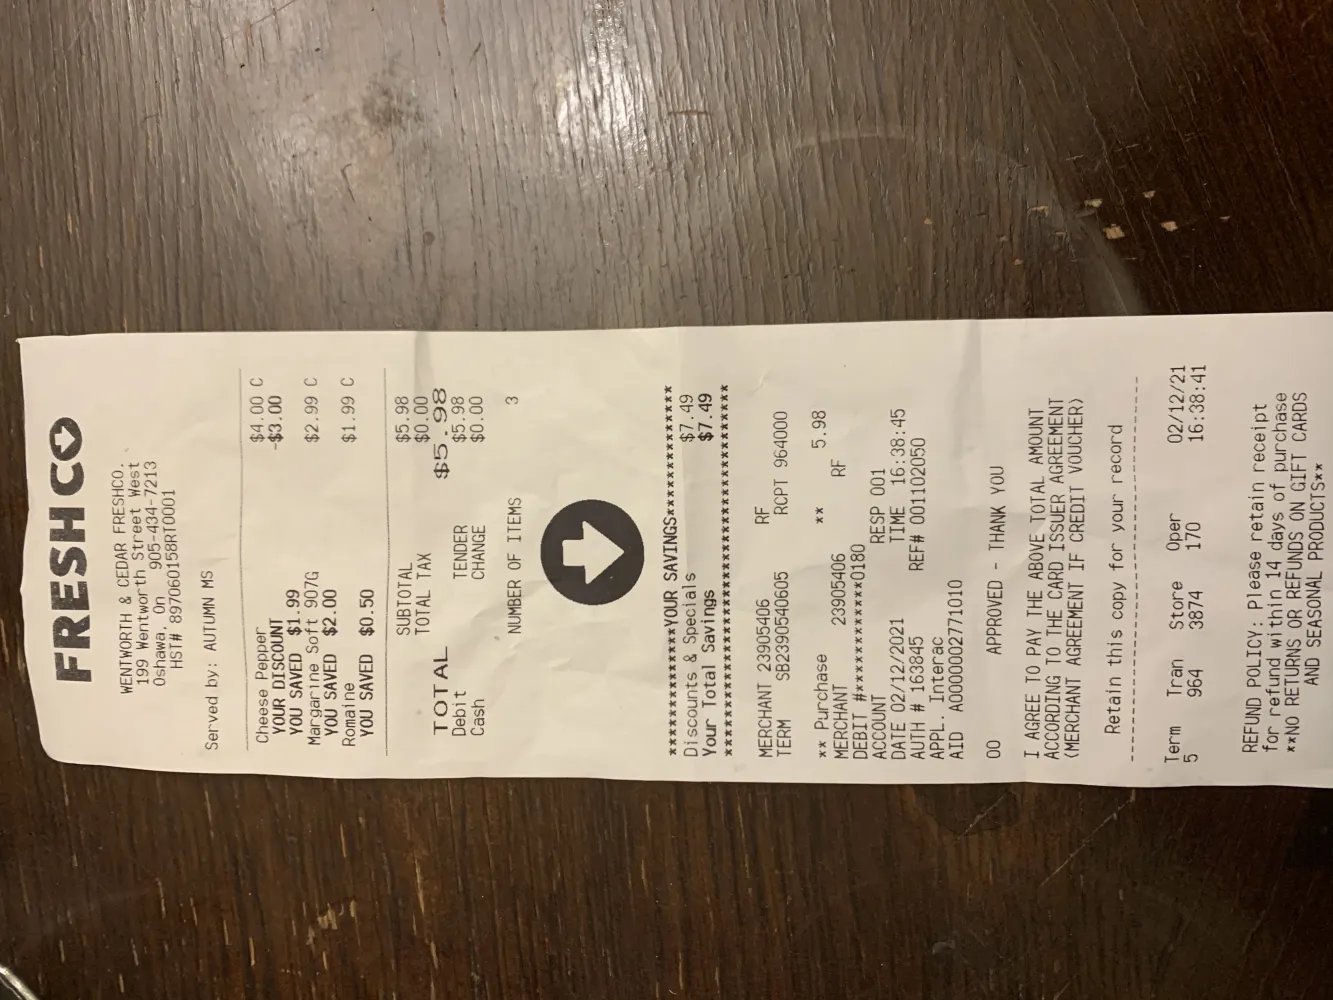 FRESHCO
WENTWORTH & CEDAR FRESHCO.
199 Wentworth Street West
Oshawa, On 905-434-7213
HST# 897060158RT0001
Served by: AUTUMN MS
Cheese Pepper $4.00 C
YOUR DISCOUNT -$3.00
YOU SAVED $1.99
Margarine Soft 907G $2.99 C
YOU SAVED $2.00
Romaine $1.99 C
YOU SAVED $0.50
SUBTOTAL $5.98
TOTAL TAX $0.00
TOTAL $5.98
Debit TENDER $5.98
Cash CHANGE $0.00
NUMBER OF ITEMS 3
************YOUR SAVINGS*************
Discounts & Specials $7.49
Your Total Savings $7.49
*************************************
MERCHANT 23905406 RF
TERM SB23905540605 RCPT 964000
** Purchase ** 5.98
MERCHANT 23905406 RF
DEBIT #************0180
ACCOUNT RESP 001
DATE 02/12/2021 TIME 16:38:45
AUTH # 163845 REF# 001102050
APPL. Interac
AID A0000002771010
00 APPROVED - THANK YOU
I AGREE TO PAY THE ABOVE TOTAL AMOUNT
ACCORDING TO THE CARD ISSUER AGREEMENT
(MERCHANT AGREEMENT IF CREDIT VOUCHER)
Retain this copy for your record
----------------------------------------
Term Tran Store Oper 02/12/21
5 964 3874 170 16:38:41
REFUND POLICY: Please retain receipt
for refund within 14 days of purchase
**NO RETURNS OR REFUNDS ON GIFT CARDS
AND SEASONAL PRODUCTS**